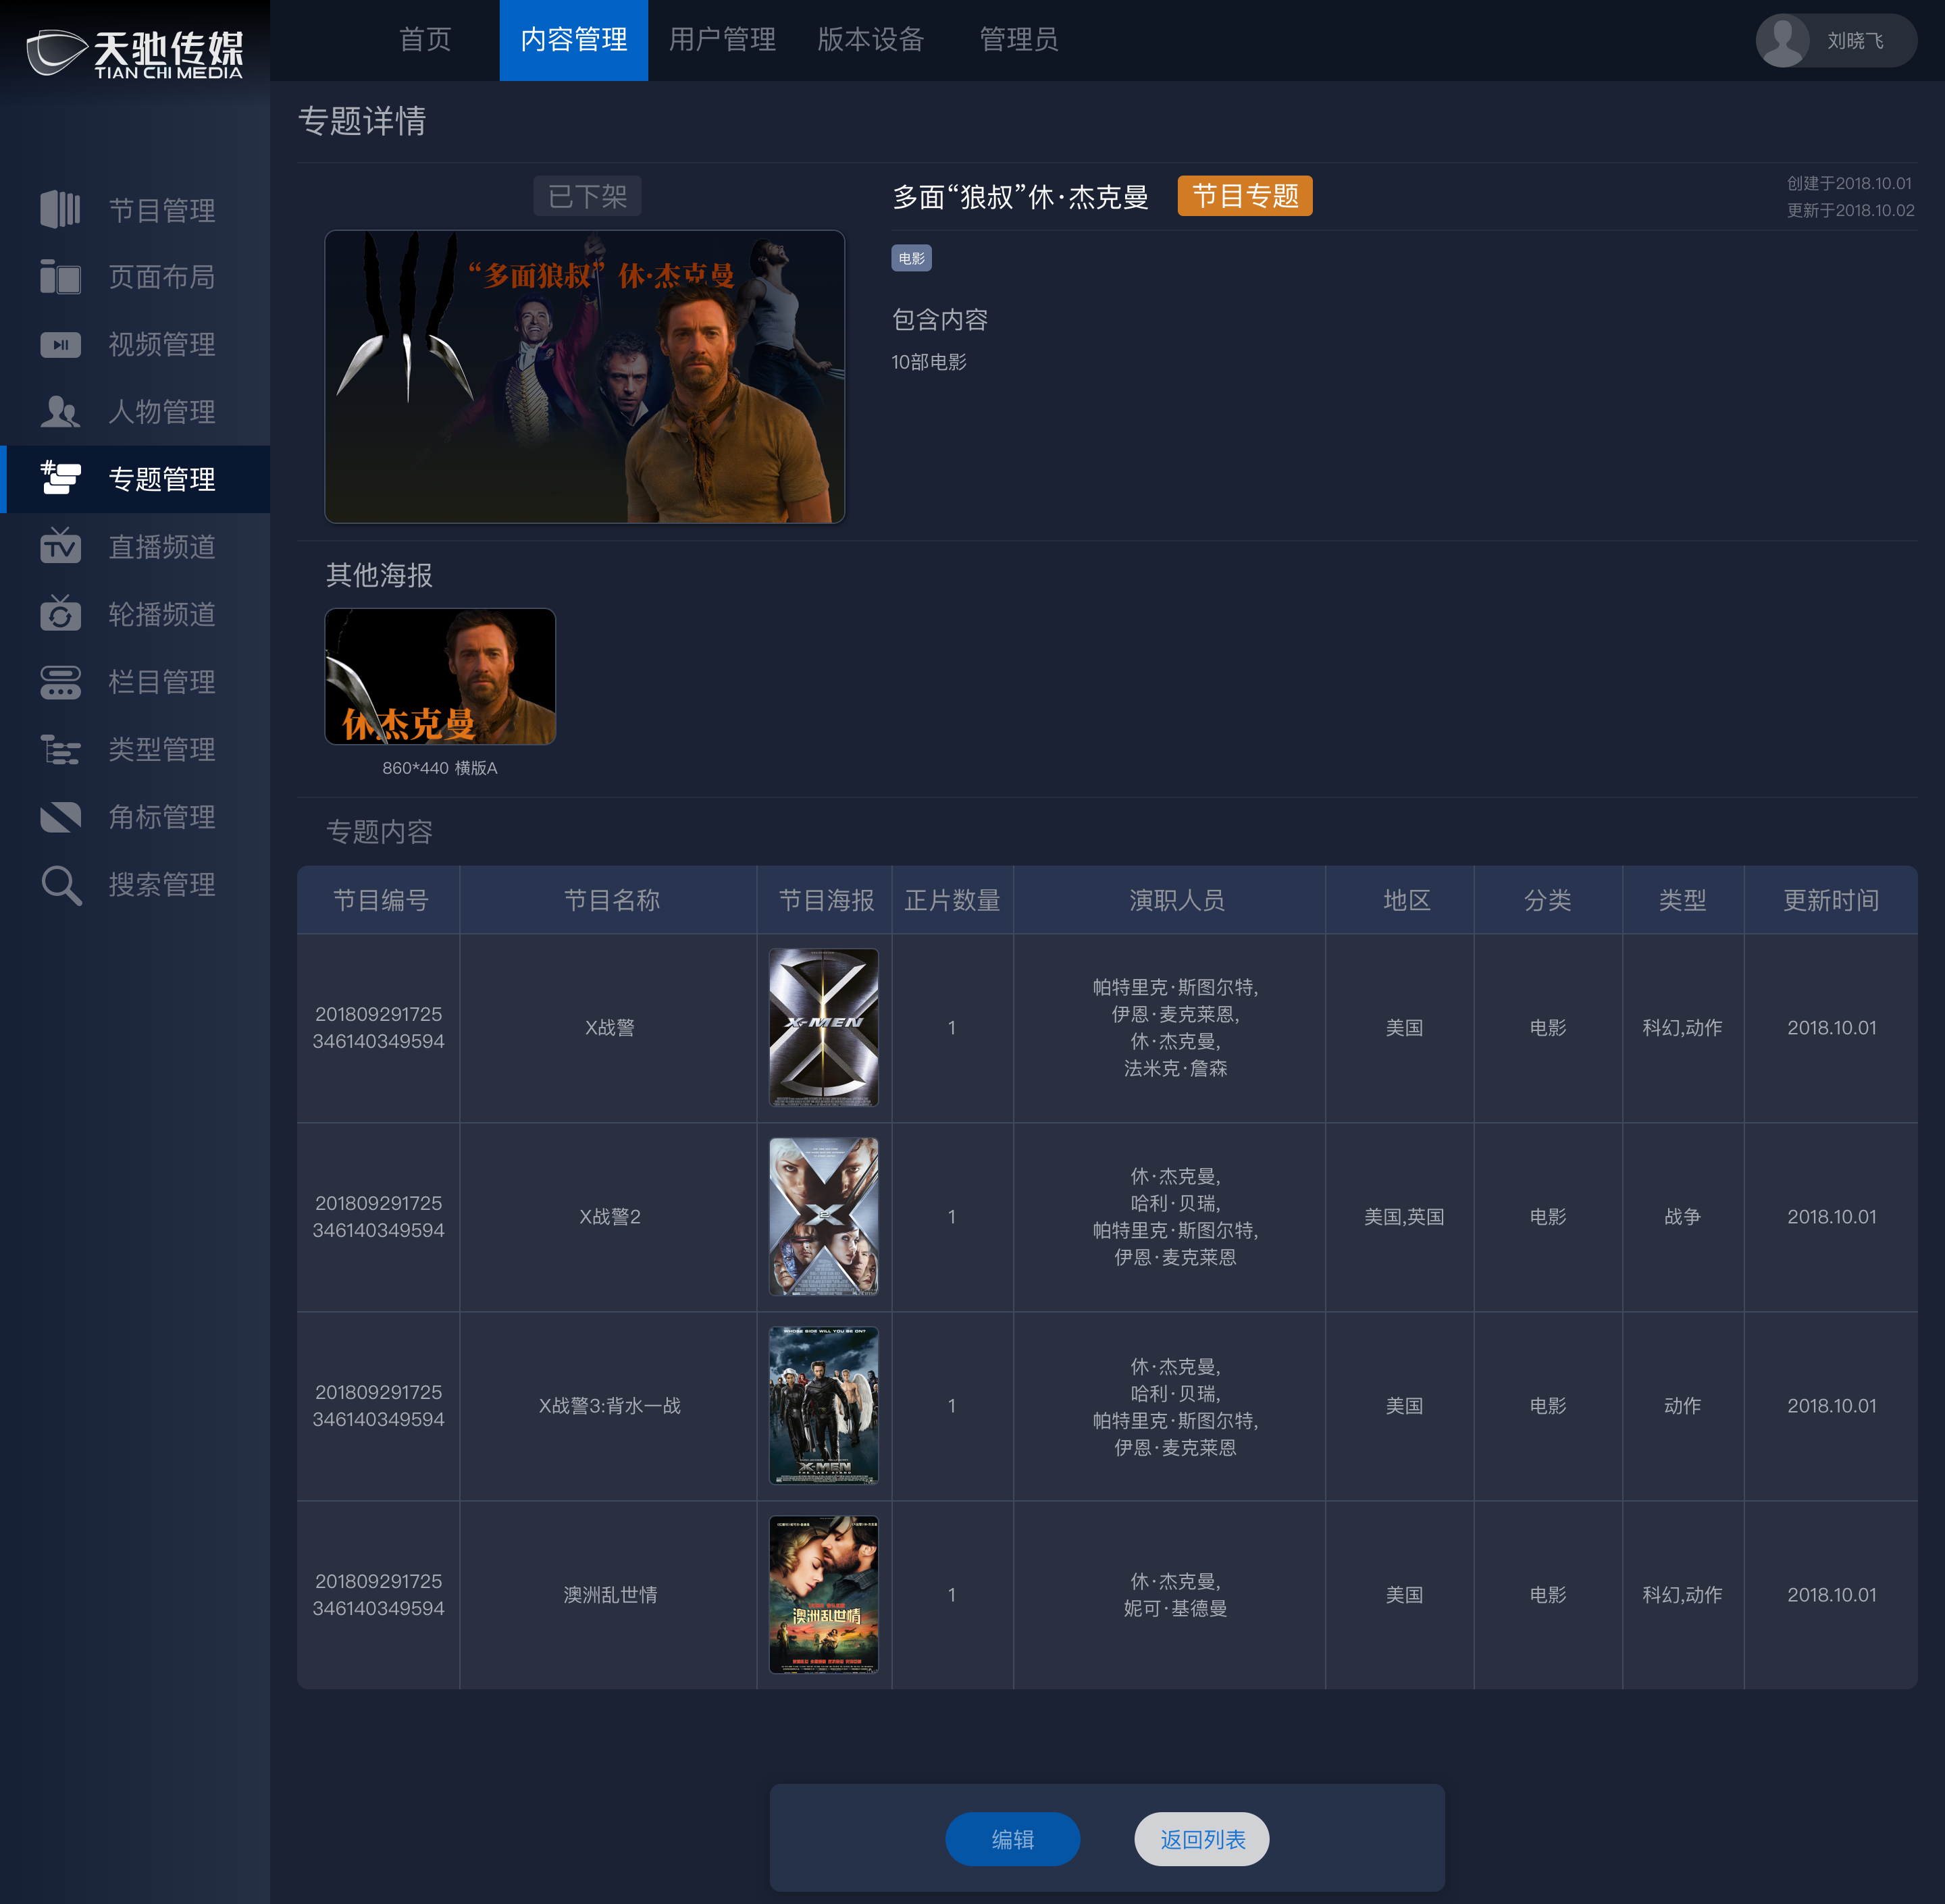 天驰传媒
TIAN CHI MEDIA
首页
内容管理
用户管理
版本设备
管理员
刘晓飞
节目管理
页面布局
视频管理
人物管理
专题管理
TV
直播频道
轮播频道
栏目管理
类型管理
角标管理
搜索管理
专题详情
已下架
“多面狼叔”休·杰克曼
多面“狼叔”休·杰克曼
节目专题
创建于2018.10.01
更新于2018.10.02
电影
包含内容
10部电影
其他海报
休杰克曼
860*440 横版A
专题内容
节目编号 节目名称 节目海报 正片数量 演职人员 地区 分类 类型 更新时间
201809291725
346140349594
X战警
X-MEN
1
帕特里克·斯图尔特,
伊恩·麦克莱恩,
休·杰克曼,
法米克·詹森
美国
电影
科幻,动作
2018.10.01
201809291725
346140349594
X战警2
1
休·杰克曼,
哈利·贝瑞,
帕特里克·斯图尔特,
伊恩·麦克莱恩
美国,英国
电影
战争
2018.10.01
201809291725
346140349594
X战警3:背水一战
WHOSE SIDE WILL YOU BE ON?
X-MEN
THE LAST STAND
1
休·杰克曼,
哈利·贝瑞,
帕特里克·斯图尔特,
伊恩·麦克莱恩
美国
电影
动作
2018.10.01
201809291725
346140349594
澳洲乱世情
澳洲乱世情
1
休·杰克曼,
妮可·基德曼
美国
电影
科幻,动作
2018.10.01
编辑
返回列表